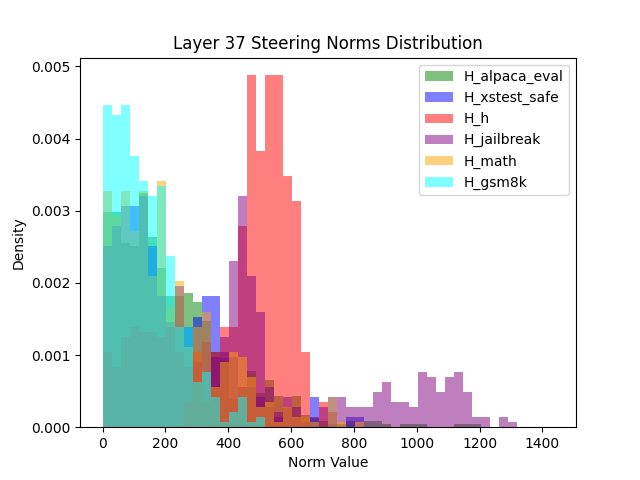 Layer 37 Steering Norms Distribution
0.005
0.004
0.003
0.002
0.001
0.000
Density
H_alpaca_eval
H_xstest_safe
H_h
H_jailbreak
H_math
H_gsm8k
0 200 400 600 800 1000 1200 1400
Norm Value